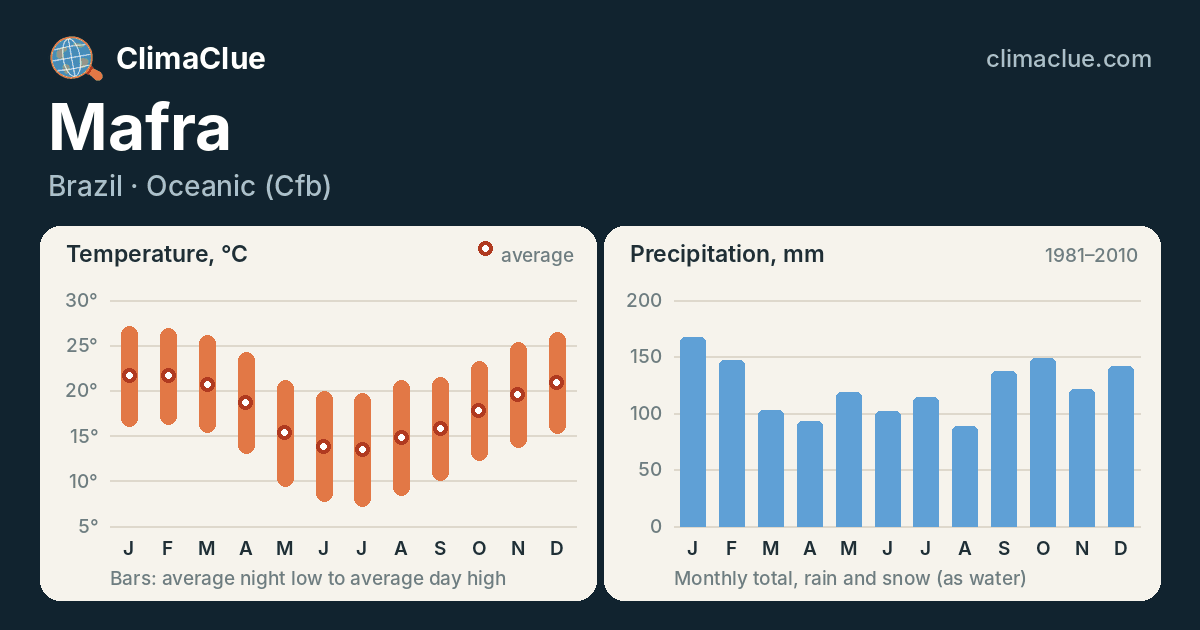 ClimaClue
climaclue.com
Mafra
Brazil · Oceanic (Cfb)
Temperature, °C
average
30°
25°
20°
15°
10°
5°
J F M A M J J A S O N D
Bars: average night low to average day high
Precipitation, mm
1981–2010
200
150
100
50
0
J F M A M J J A S O N D
Monthly total, rain and snow (as water)